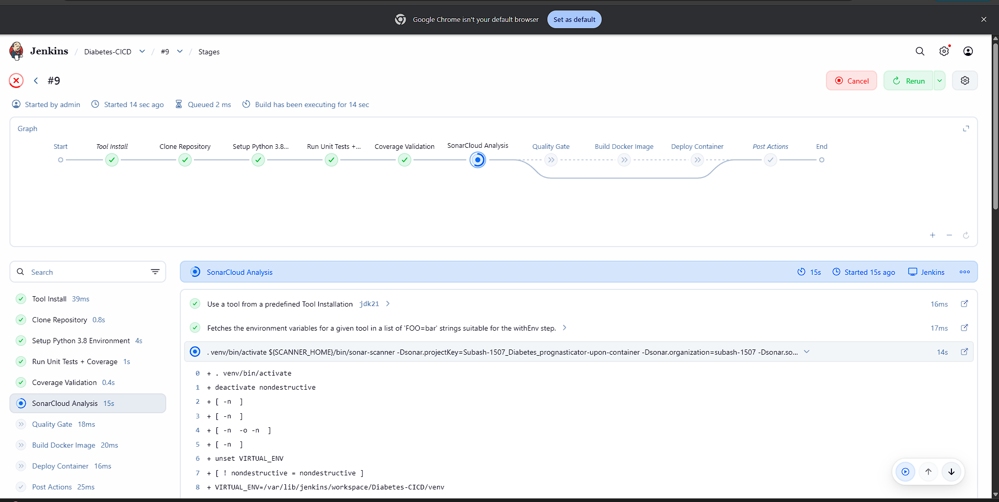 Google Chrome isn't your default browser Set as default
Jenkins / Diabetes-CICD / #9 / Stages
#9 Cancel Rerun
Started by admin Started 14 sec ago Queued 2 ms Build has been executing for 14 sec
Graph
Start Tool Install Clone Repository Setup Python 3.8... Run Unit Tests +... Coverage Validation SonarCloud Analysis Quality Gate Build Docker Image Deploy Container Post Actions End
Search
Tool Install 39ms
Clone Repository 0.8s
Setup Python 3.8 Environment 4s
Run Unit Tests + Coverage 1s
Coverage Validation 0.4s
SonarCloud Analysis 15s
Quality Gate 18ms
Build Docker Image 20ms
Deploy Container 16ms
Post Actions 25ms
SonarCloud Analysis 15s Started 15s ago Jenkins
Use a tool from a predefined Tool Installation jdk21 16ms
Fetches the environment variables for a given tool in a list of 'FOO=bar' strings suitable for the withEnv step. 17ms
. venv/bin/activate ${SCANNER_HOME}/bin/sonar-scanner -Dsonar.projectKey=Subash-1507_Diabetes_prognasticator-upon-container -Dsonar.organization=subash-1507 -Dsonar.so... 14s
0 + . venv/bin/activate
1 + deactivate nondestructive
2 + [ -n  ]
3 + [ -n  ]
4 + [ -n  -o -n  ]
5 + [ -n  ]
6 + unset VIRTUAL_ENV
7 + [ ! nondestructive = nondestructive ]
8 + VIRTUAL_ENV=/var/lib/jenkins/workspace/Diabetes-CICD/venv